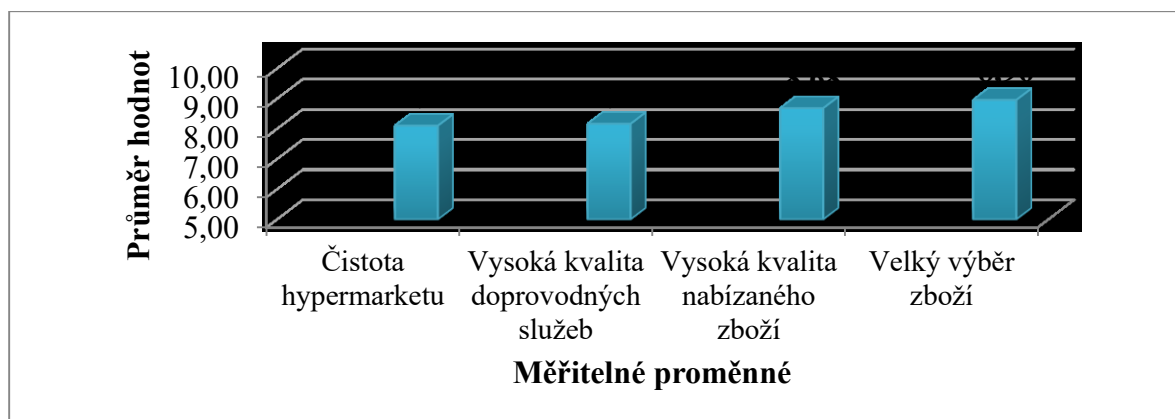 Průměr hodnot
10,00
9,00
8,00
7,00
6,00
5,00
Čistota
hypermarketu
Vysoká kvalita
doprovodných
služeb
Vysoká kvalita
nabízaného
zboží
Velký výběr
zboží
Měřitelné proměnné